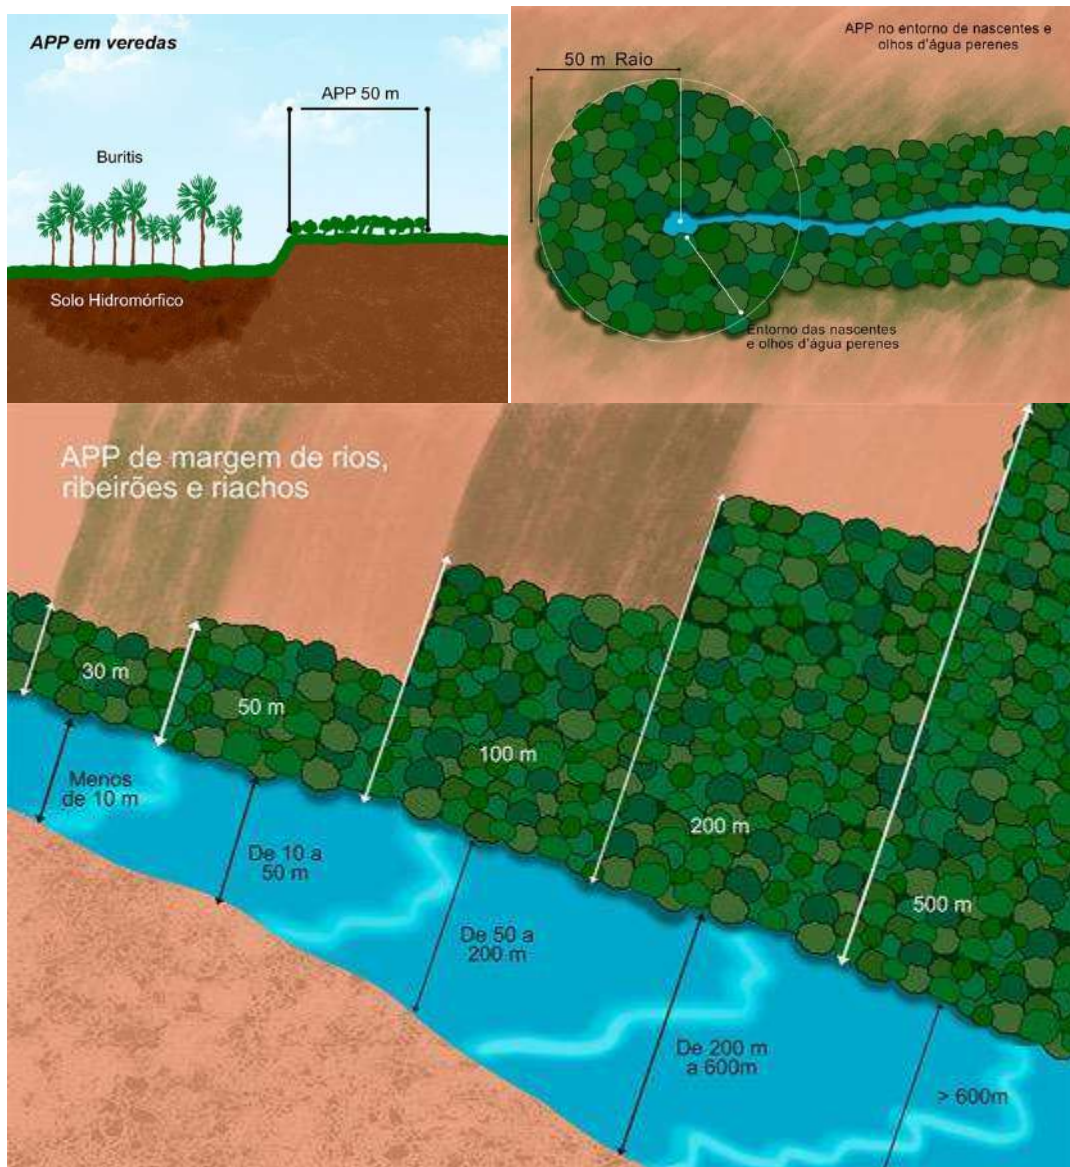 APP em veredas
APP 50 m
Buritis
Solo Hidromórfico
APP no entorno de nascentes e
olhos d'água perenes
50 m Raio
Entorno das nascentes
e olhos d'água perenes
APP de margem de rios,
ribeirões e riachos
30 m
50 m
100 m
200 m
500 m
Menos
de 10 m
De 10 a
50 m
De 50 a
200 m
De 200 m
a 600m
> 600m